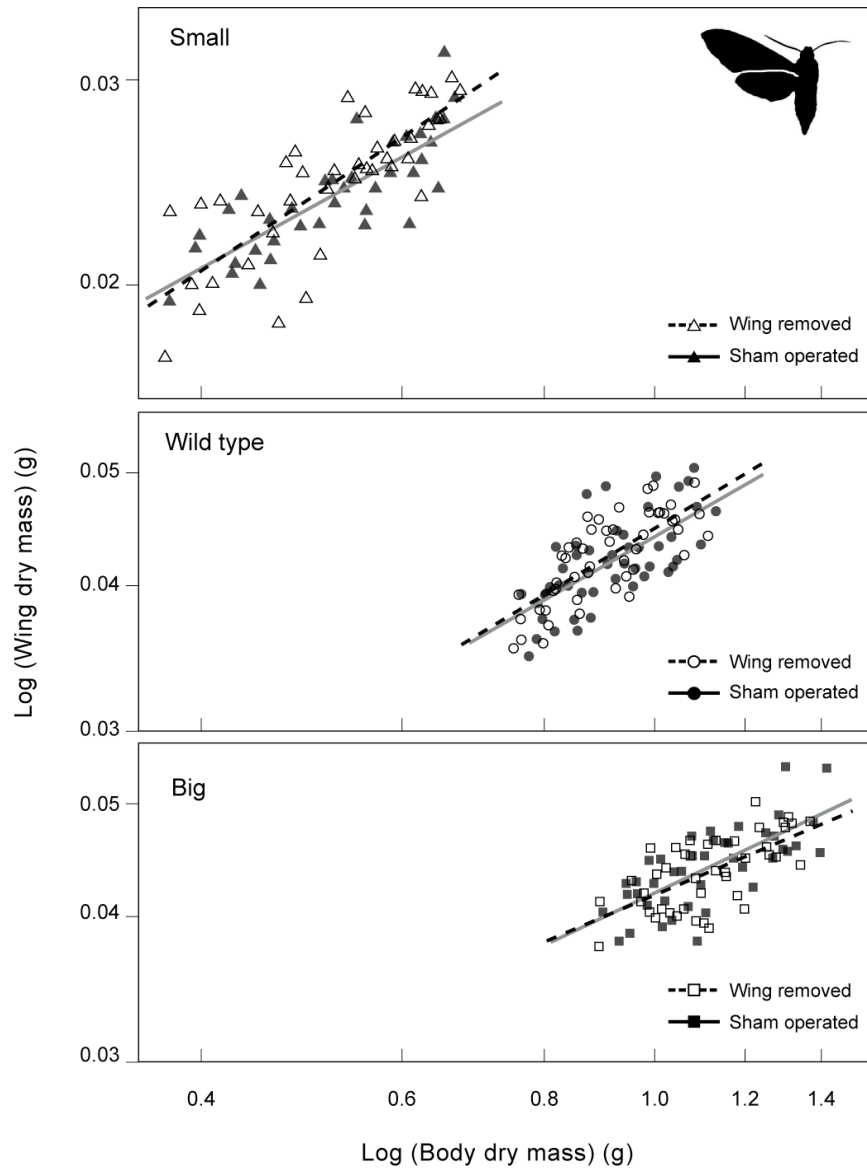 Small
0.03
0.02
Wing removed
Sham operated
Wild type
0.05
0.04
0.03
Wing removed
Sham operated
Big
0.05
0.04
0.03
Wing removed
Sham operated
0.4 0.6 0.8 1.0 1.2 1.4
Log (Body dry mass) (g)
Log (Wing dry mass) (g)